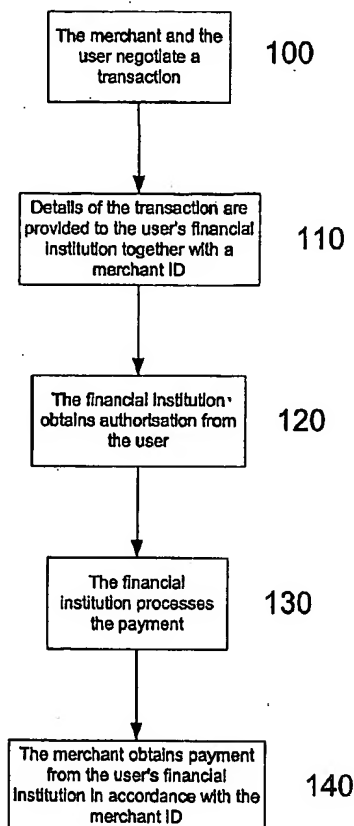 The merchant and the
user negotiate a
transaction
100
Details of the transaction are
provided to the user's financial
institution together with a
merchant ID
110
The financial institution
obtains authorisation from
the user
120
The financial
institution processes
the payment
130
The merchant obtains payment
from the user's financial
institution in accordance with the
merchant ID
140